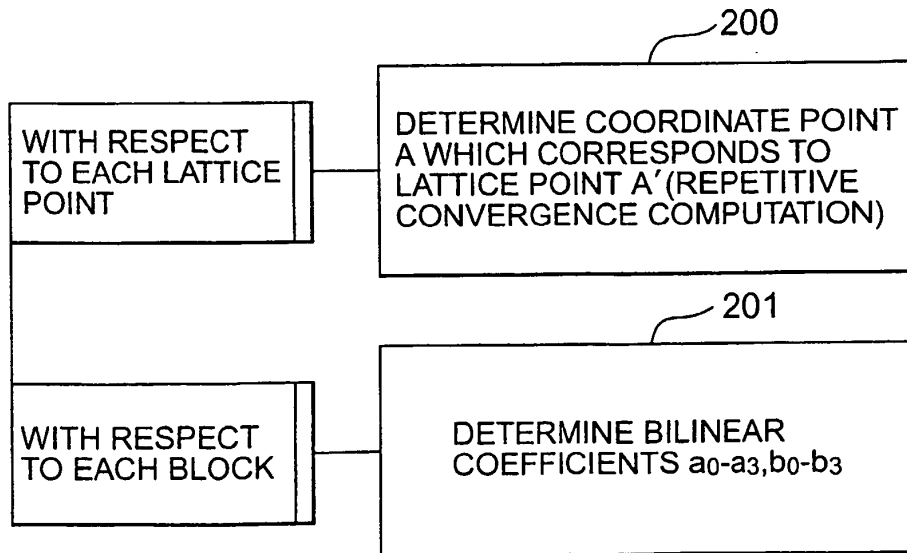 200
WITH RESPECT
TO EACH LATTICE
POINT
DETERMINE COORDINATE POINT
A WHICH CORRESPONDS TO
LATTICE POINT A′(REPETITIVE
CONVERGENCE COMPUTATION)
201
WITH RESPECT
TO EACH BLOCK
DETERMINE BILINEAR
COEFFICIENTS a0-a3,b0-b3